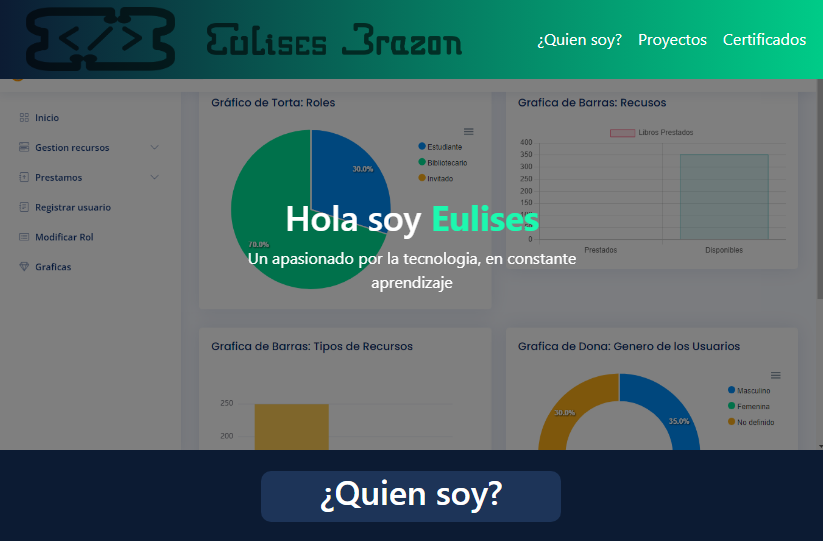 </> Eulises Brazon
¿Quien soy? Proyectos Certificados
Inicio
Gestion recursos
Prestamos
Registrar usuario
Modificar Rol
Graficas
Gráfico de Torta: Roles
Estudiante
Bibliotecario
Invitado
30.0%
70.0%
Grafica de Barras: Recusos
Libros Prestados
400
350
300
250
200
150
100
50
0
Prestados Disponibles
Hola soy Eulises
Un apasionado por la tecnologia, en constante
aprendizaje
Grafica de Barras: Tipos de Recursos
250
200
Grafica de Dona: Genero de los Usuarios
Masculino
Femenina
No definido
30.0%
35.0%
¿Quien soy?